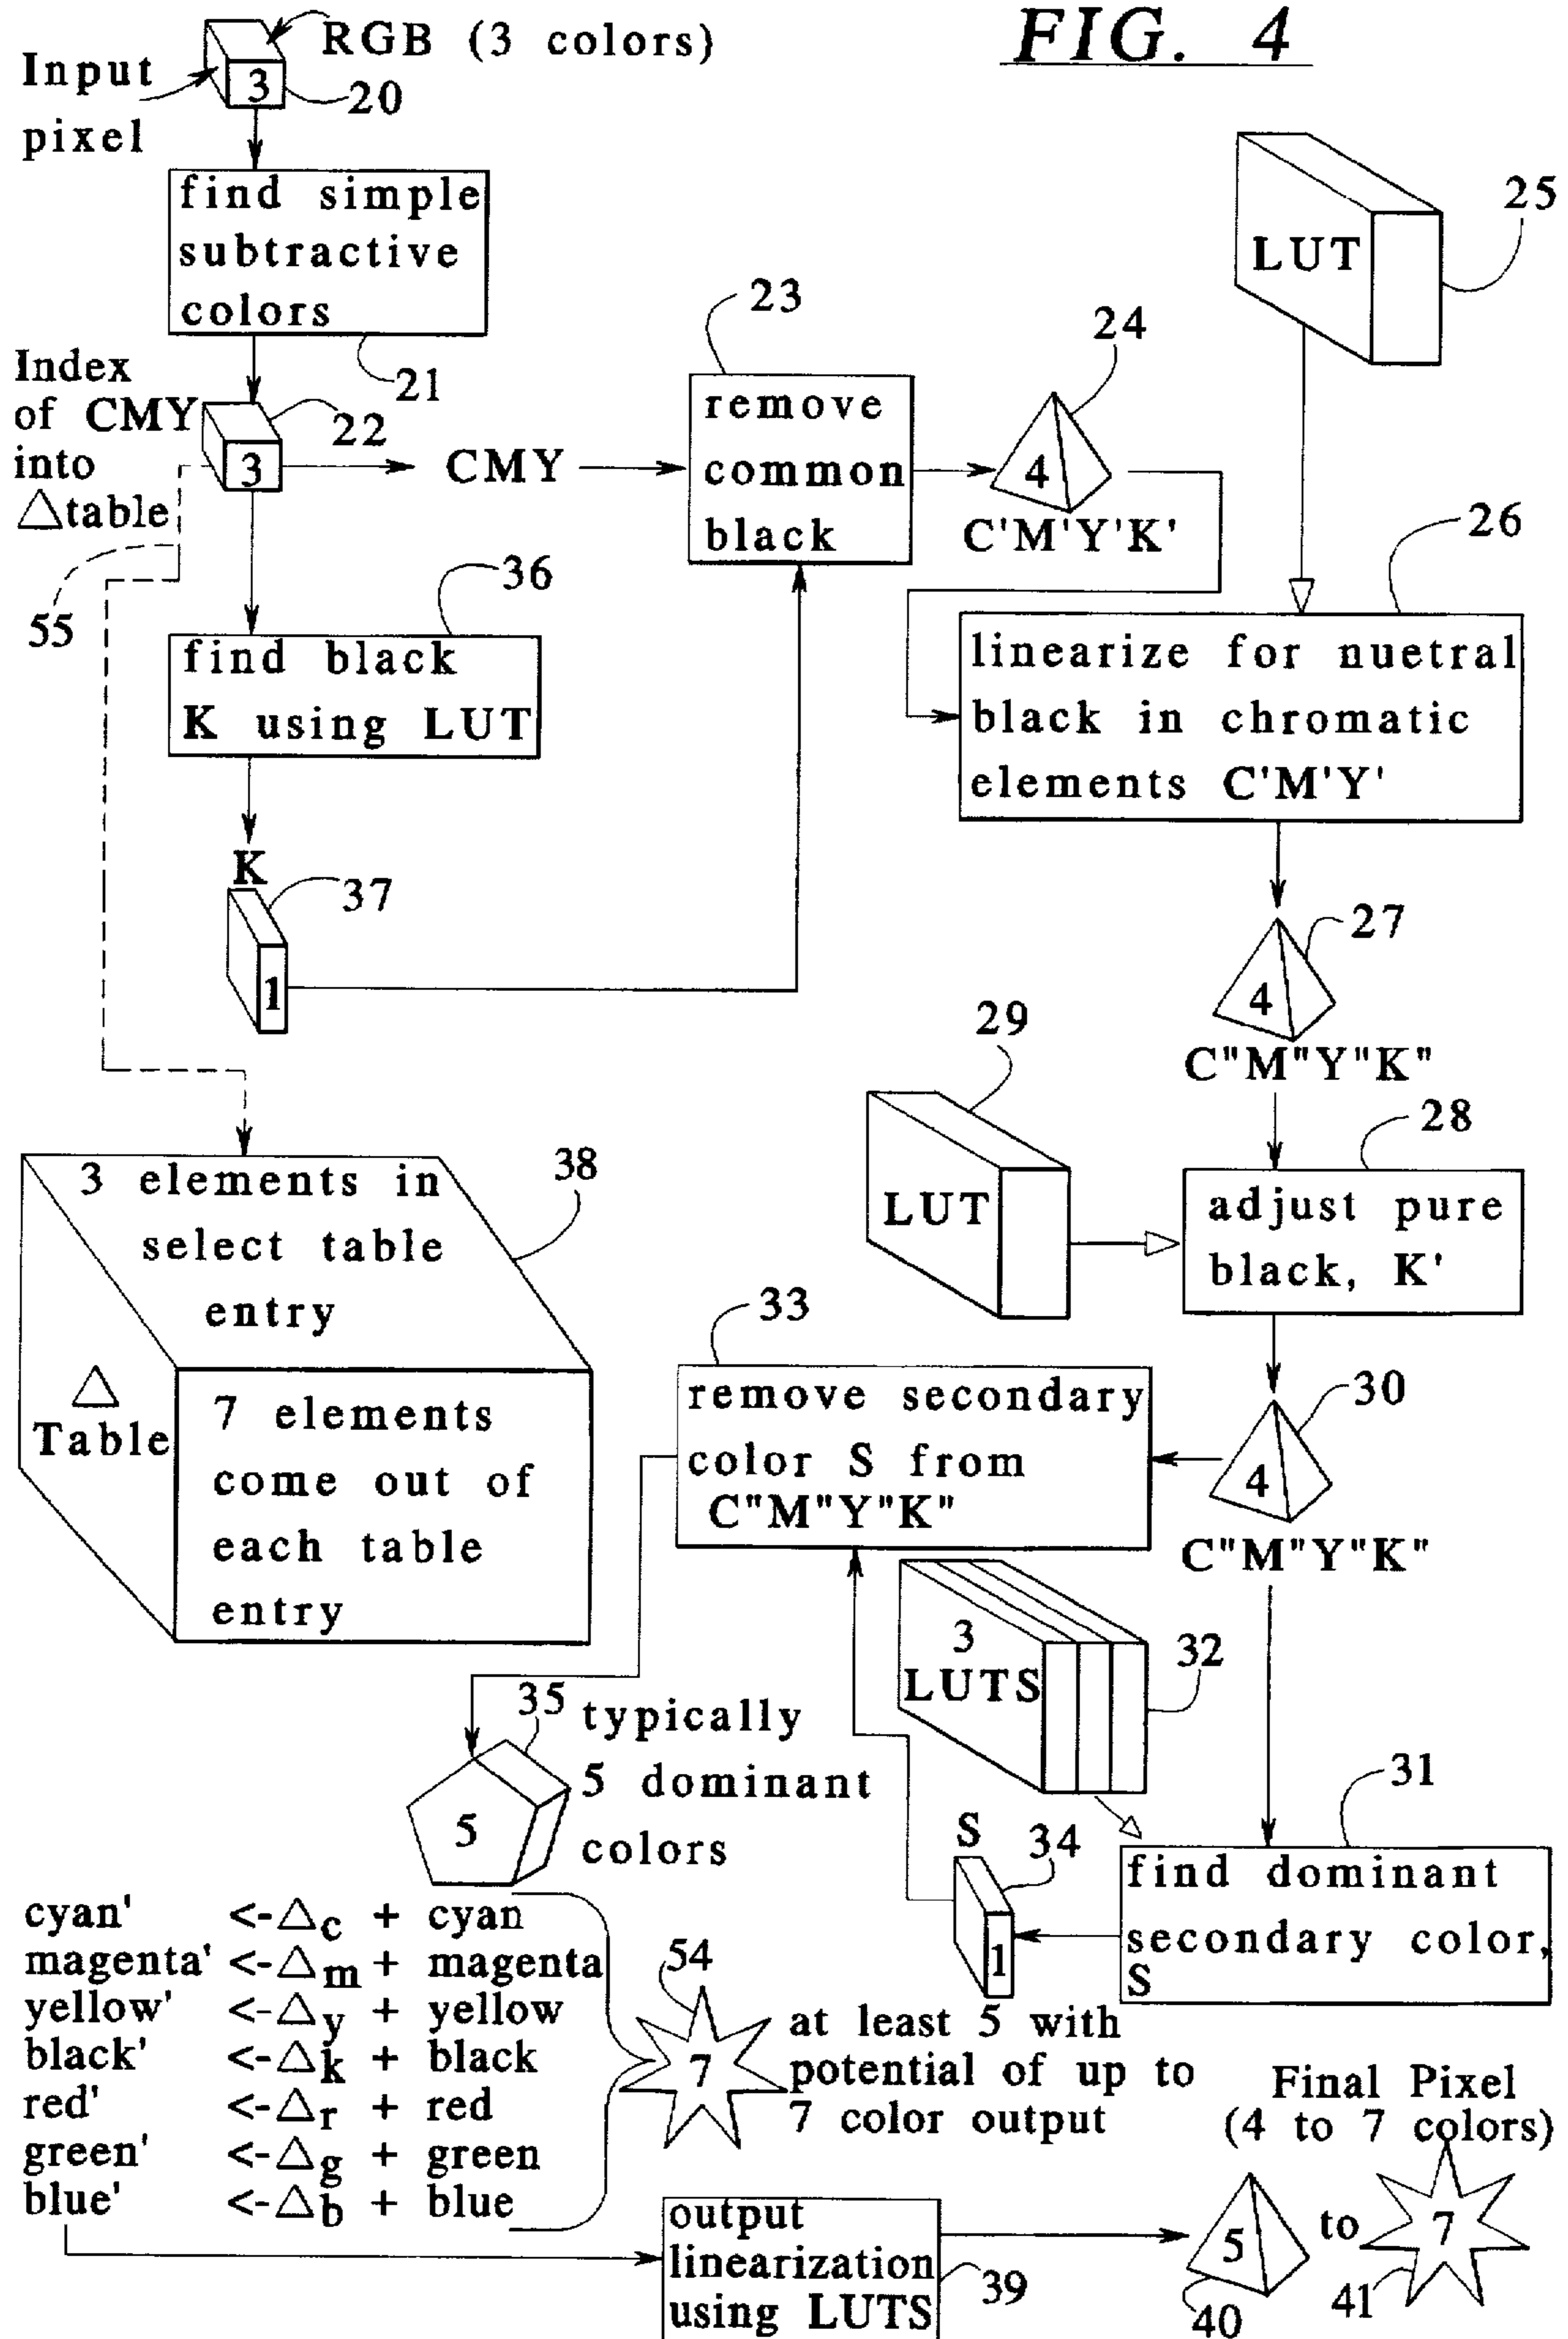 FIG. 4
RGB (3 colors)
Input
pixel
3
20
find simple
subtractive
colors
21
Index
of CMY
into
△table
22
3
CMY
55
23
remove
common
black
24
4
C'M'Y'K'
LUT
25
36
find black
K using LUT
K
37
1
26
linearize for nuetral
black in chromatic
elements C'M'Y'
27
4
C"M"Y"K"
29
LUT
28
adjust pure
black, K'
38
3 elements in
select table
entry
△
Table
7 elements
come out of
each table
entry
33
remove secondary
color S from
C"M"Y"K"
30
4
C"M"Y"K"
3
LUTS
32
35
typically
5 dominant
colors
5
S
34
1
31
find dominant
secondary color,
S
cyan' <-△c + cyan
magenta' <-△m + magenta
yellow' <-△y + yellow
black' <-△k + black
red' <-△r + red
green' <-△g + green
blue' <-△b + blue
54
7
at least 5 with
potential of up to
7 color output
Final Pixel
(4 to 7 colors)
output
linearization
using LUTS
39
5
to
7
40
41